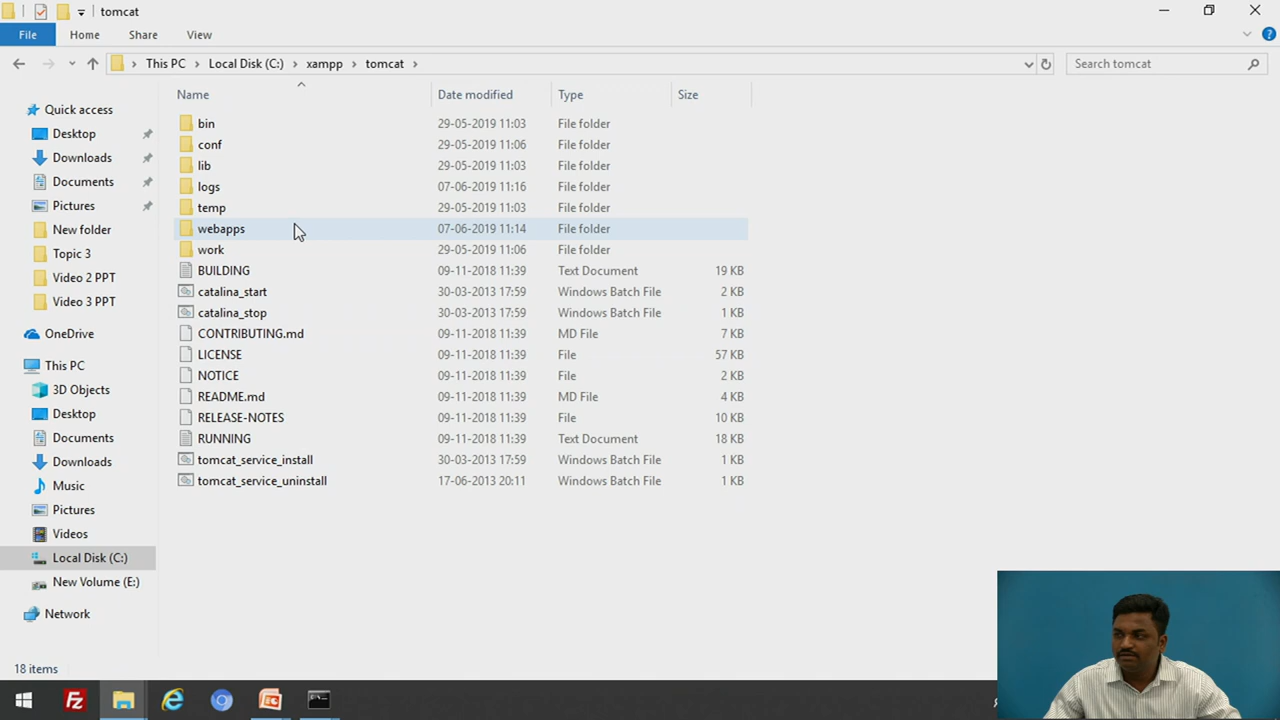 tomcat
File Home Share View
This PC Local Disk (C:) xampp tomcat Search tomcat
Name Date modified Type Size
Quick access
Desktop
Downloads
Documents
Pictures
New folder
Topic 3
Video 2 PPT
Video 3 PPT
OneDrive
This PC
3D Objects
Desktop
Documents
Downloads
Music
Pictures
Videos
Local Disk (C:)
New Volume (E:)
Network
bin 29-05-2019 11:03 File folder
conf 29-05-2019 11:06 File folder
lib 29-05-2019 11:03 File folder
logs 07-06-2019 11:16 File folder
temp 29-05-2019 11:03 File folder
webapps 07-06-2019 11:14 File folder
work 29-05-2019 11:06 File folder
BUILDING 09-11-2018 11:39 Text Document 19 KB
catalina_start 30-03-2013 17:59 Windows Batch File 2 KB
catalina_stop 30-03-2013 17:59 Windows Batch File 1 KB
CONTRIBUTING.md 09-11-2018 11:39 MD File 7 KB
LICENSE 09-11-2018 11:39 File 57 KB
NOTICE 09-11-2018 11:39 File 2 KB
README.md 09-11-2018 11:39 MD File 4 KB
RELEASE-NOTES 09-11-2018 11:39 File 10 KB
RUNNING 09-11-2018 11:39 Text Document 18 KB
tomcat_service_install 30-03-2013 17:59 Windows Batch File 1 KB
tomcat_service_uninstall 17-06-2013 20:11 Windows Batch File 1 KB
18 items